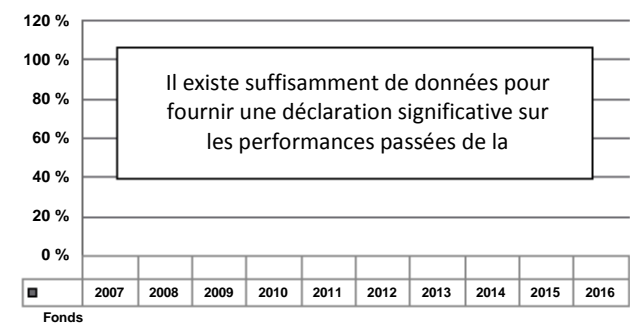 120 %
100 %
80 %
60 %
40 %
20 %
0 %
Il existe suffisamment de données pour
fournir une déclaration significative sur
les performances passées de la
2007 2008 2009 2010 2011 2012 2013 2014 2015 2016
Fonds